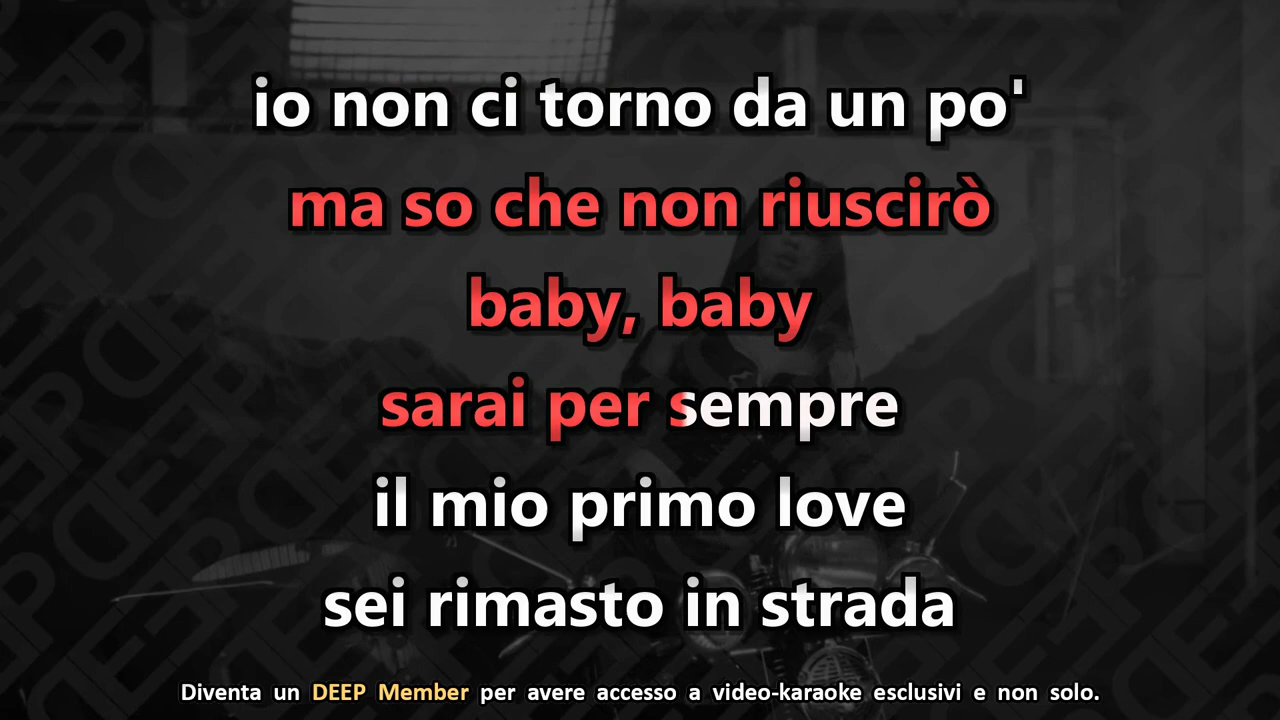 io non ci torno da un po'
ma so che non riuscirò
baby, baby
sarai per sempre
il mio primo love
sei rimasto in strada
Diventa un DEEP Member per avere accesso a video-karaoke esclusivi e non solo.